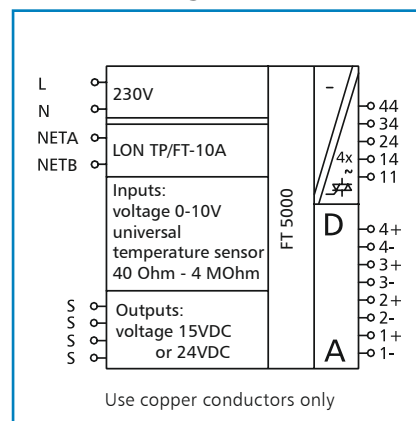 L
N
NETA
NETB
230V
LON TP/FT-10A
Inputs:
voltage 0-10V
universal
temperature sensor
40 Ohm - 4 MOhm
S
S
S
S
Outputs:
voltage 15VDC
or 24VDC
FT 5000
–
4x
~
D
A
44
34
24
14
11
4+
4-
3+
3-
2+
2-
1+
1-
Use copper conductors only